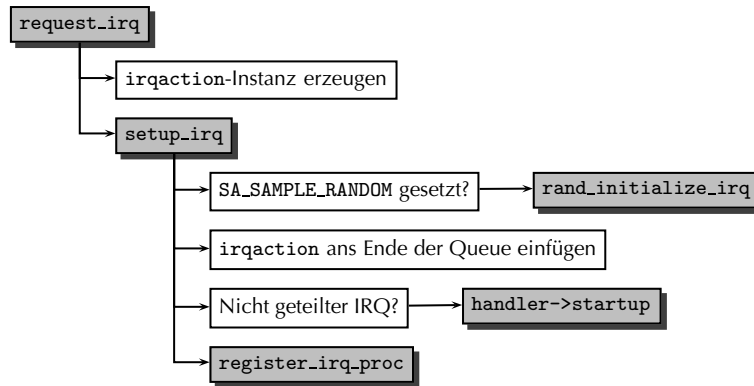 request_irq
irqaction-Instanz erzeugen
setup_irq
SA_SAMPLE_RANDOM gesetzt?
rand_initialize_irq
irqaction ans Ende der Queue einfügen
Nicht geteilter IRQ?
handler->startup
register_irq_proc